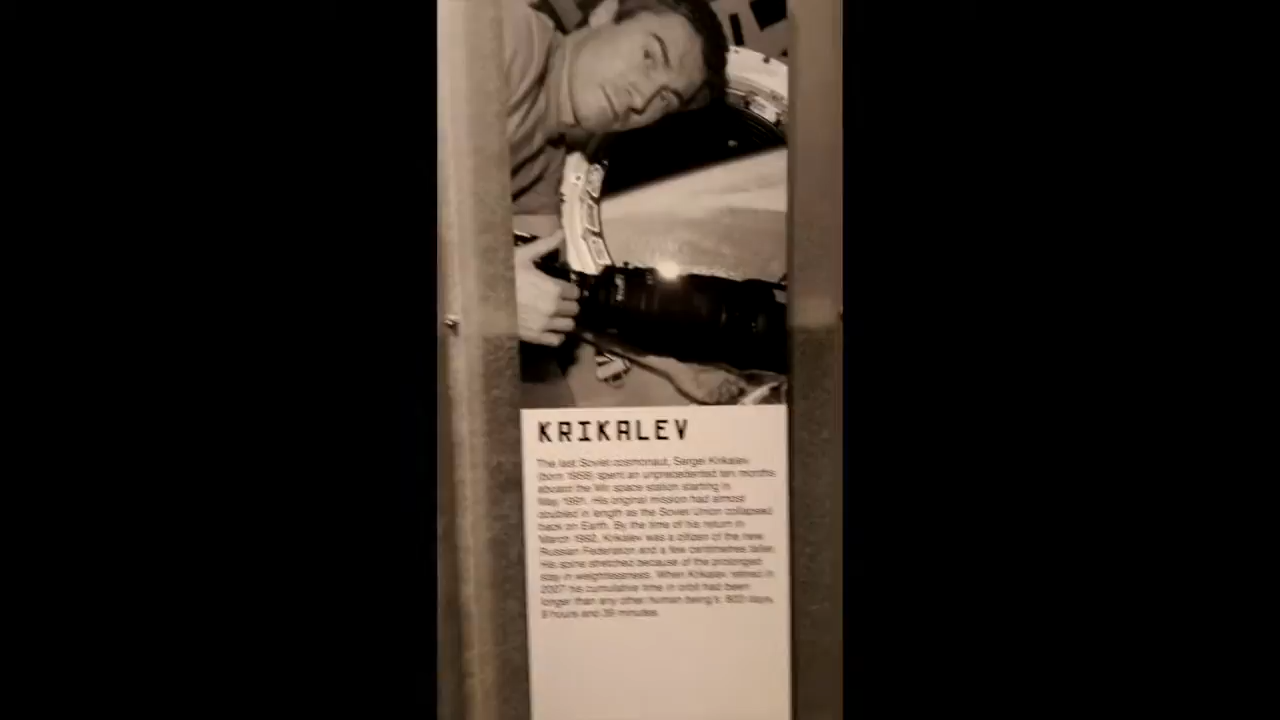 KRIKALEV
The last Soviet cosmonaut, Sergei Krikalev
(born 1958) spent an unprecedented ten months
aboard the Mir space station starting in
May 1991. His original mission had almost
doubled in length as the Soviet Union collapsed
back on Earth. By the time of his return in
March 1992, Krikalev was a citizen of the new
Russian Federation and a few centimetres taller.
His spine stretched because of the prolonged
stay in weightlessness. When Krikalev retired in
2007 his cumulative time in orbit had been
longer than any other human being's: 803 days,
9 hours and 39 minutes.